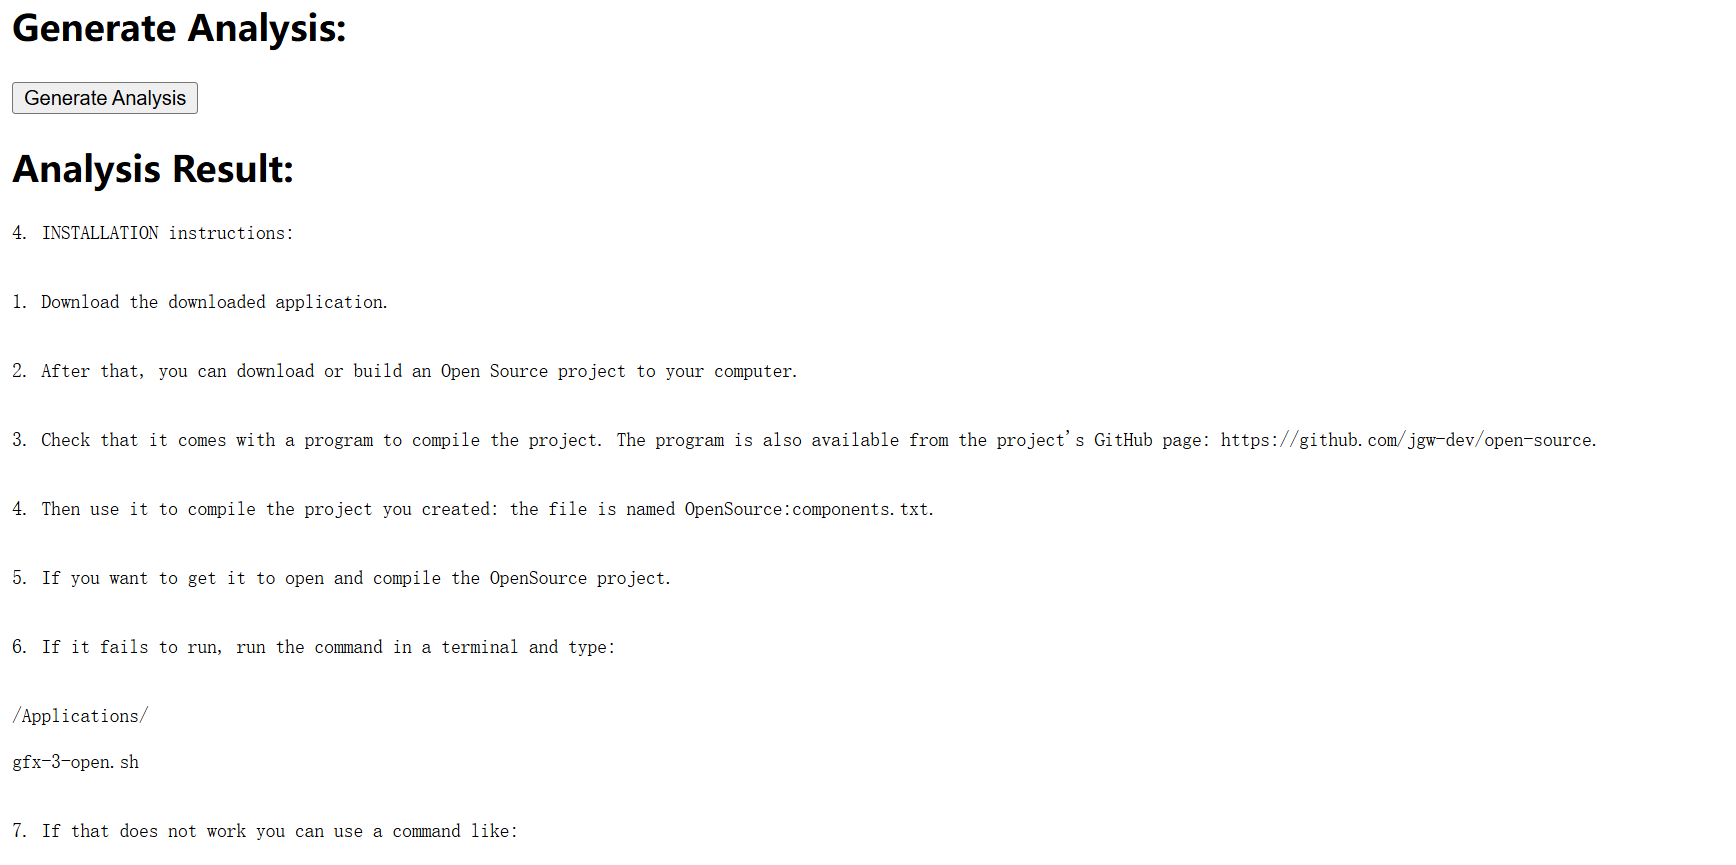 Generate Analysis:
Generate Analysis
Analysis Result:
4. INSTALLATION instructions:
1. Download the downloaded application.
2. After that, you can download or build an Open Source project to your computer.
3. Check that it comes with a program to compile the project. The program is also available from the project's GitHub page: https://github.com/jgw-dev/open-source.
4. Then use it to compile the project you created: the file is named OpenSource:components.txt.
5. If you want to get it to open and compile the OpenSource project.
6. If it fails to run, run the command in a terminal and type:
/Applications/
gfx-3-open.sh
7. If that does not work you can use a command like: